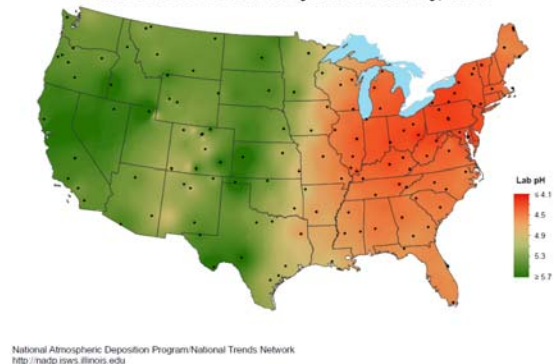 Lab pH
≤ 4.1
4.5
4.9
5.3
≥ 5.7
National Atmospheric Deposition Program/National Trends Network
http://nadp.isws.illinois.edu